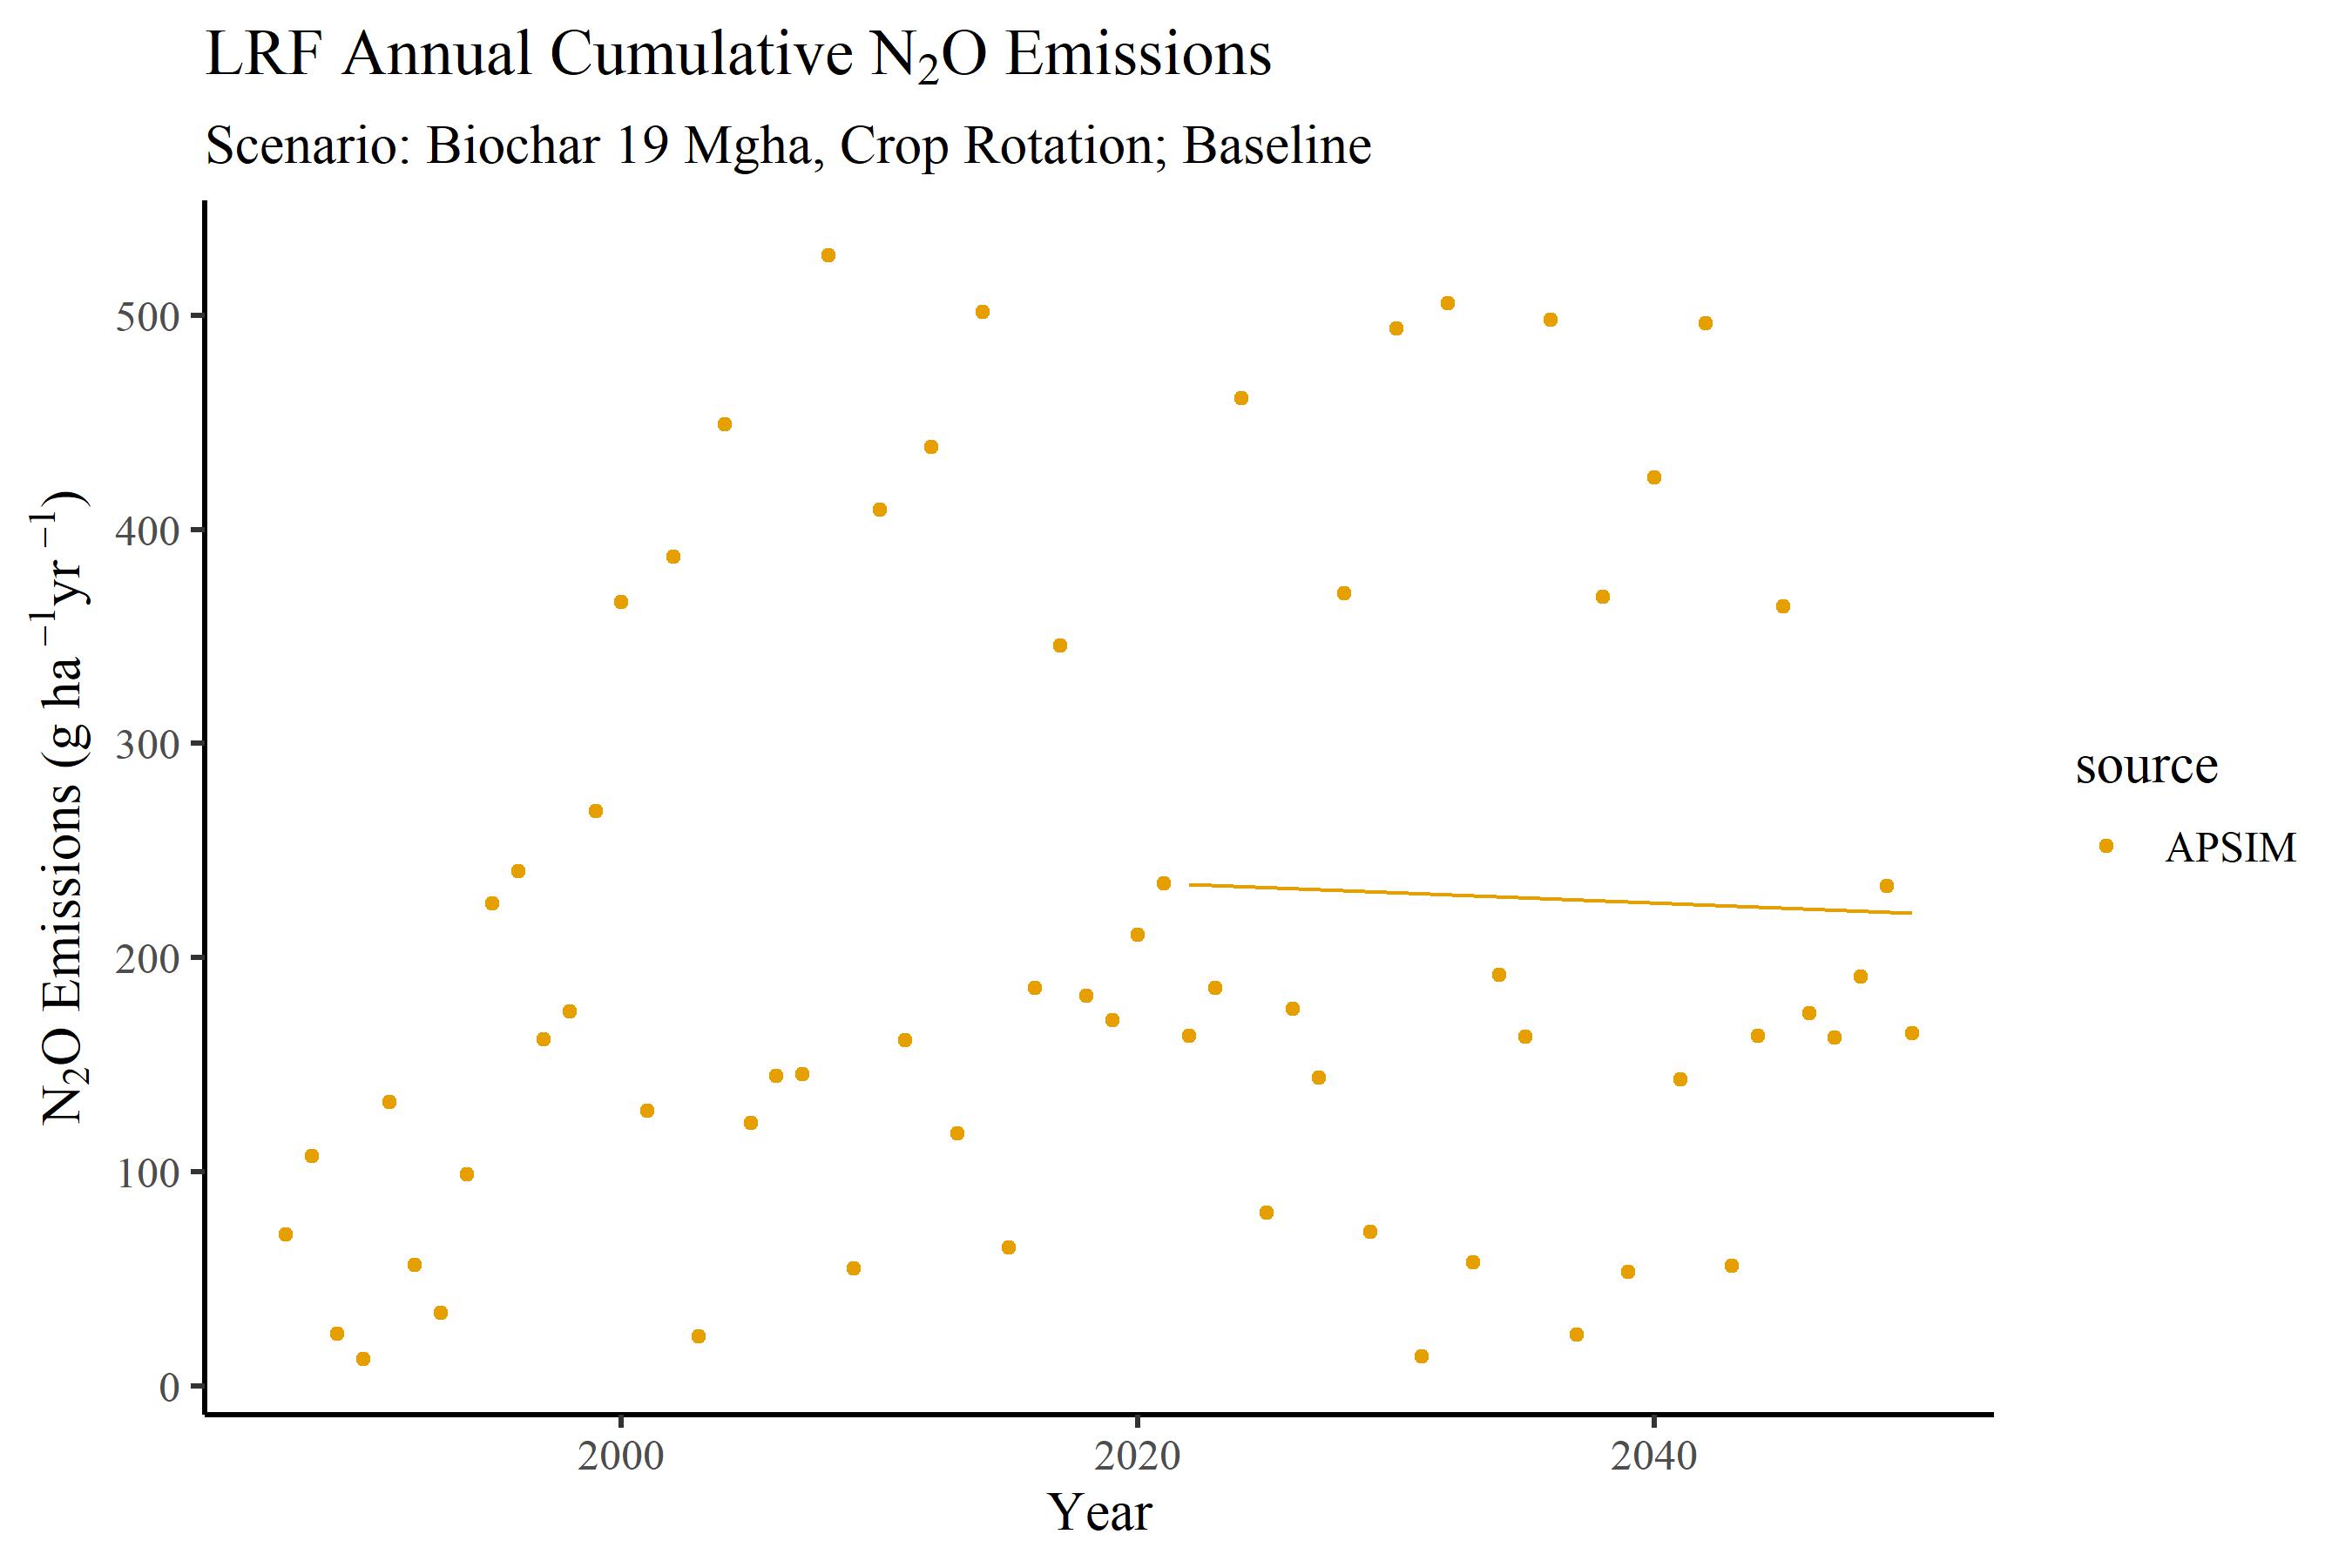 LRF Annual Cumulative N₂O Emissions
Scenario: Biochar 19 Mgha, Crop Rotation; Baseline
N₂O Emissions (g ha ⁻¹yr ⁻¹)
500
400
300
200
100
0
2000 2020 2040
Year
source
APSIM